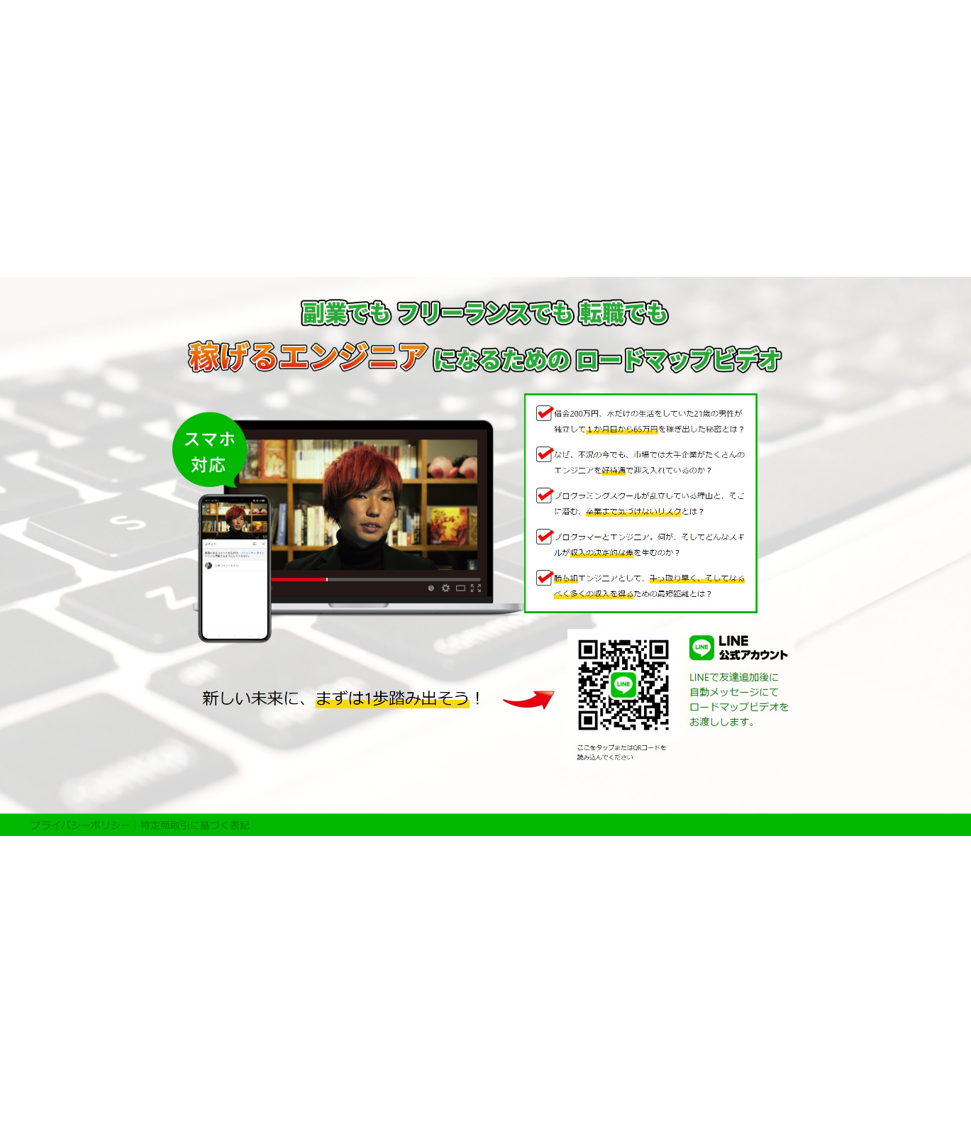 副業でも フリーランスでも 転職でも
稼げるエンジニア になるための ロードマップビデオ
スマホ
対応
借金200万円、水だけの生活をしていた21歳の男性が
独立して１か月目から65万円を稼ぎ出した秘密とは？
なぜ、不況の今でも、市場では大手企業がたくさんの
エンジニアを好待遇で迎え入れているのか？
プログラミングスクールが乱立している理由と、そこ
に潜む、卒業まで気づけないリスクとは？
プログラマーとエンジニア。何が、そしてどんなスキ
ルが収入の決定的な差を生むのか？
勝ち組エンジニアとして、手っ取り早く、そしてなる
べく多くの収入を得るための最短距離とは？
新しい未来に、まずは1歩踏み出そう！
LINE
LINE
公式アカウント
LINEで友達追加後に
自動メッセージにて
ロードマップビデオを
お渡しします。
LINE
ここをタップまたはQRコードを
読み込んでください
プライバシーポリシー｜特定商取引に基づく表記